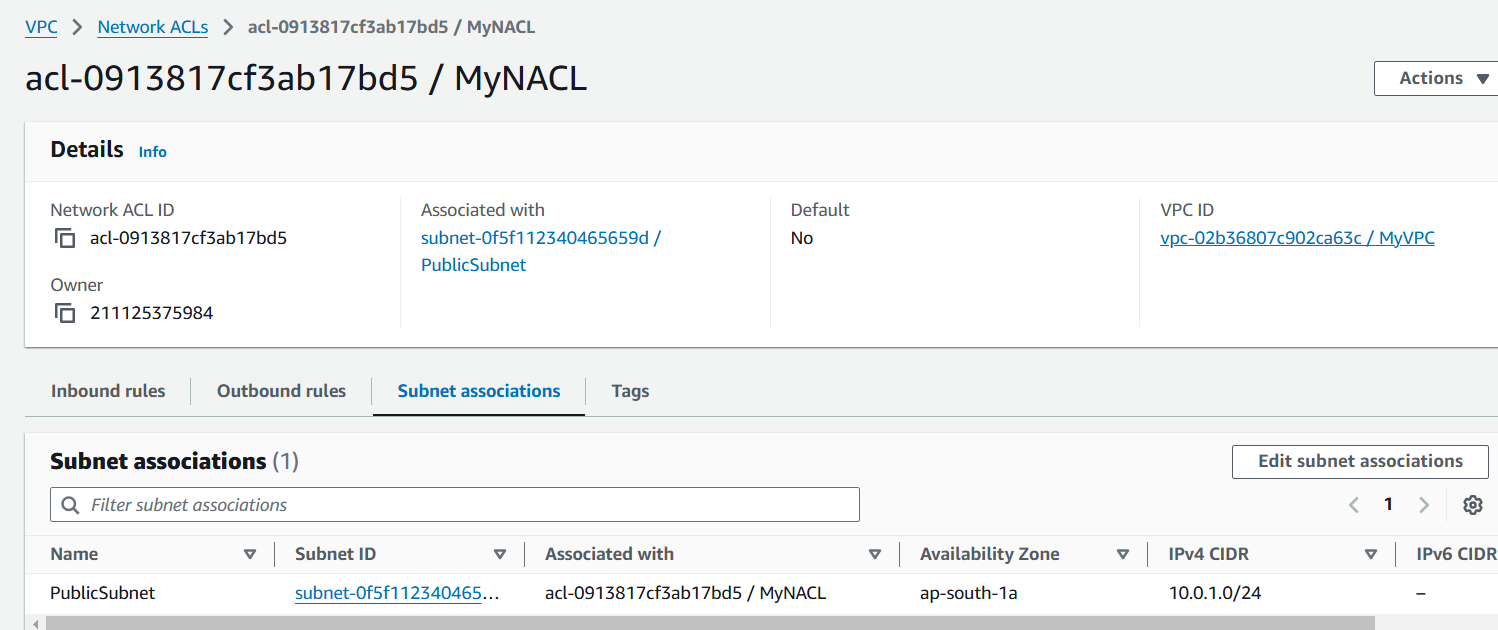 VPC > Network ACLs > acl-0913817cf3ab17bd5 / MyNACL
acl-0913817cf3ab17bd5 / MyNACL
Actions
Details Info
Network ACL ID
acl-0913817cf3ab17bd5
Owner
211125375984
Associated with
subnet-0f5f112340465659d /
PublicSubnet
Default
No
VPC ID
vpc-02b36807c902ca63c / MyVPC
Inbound rules Outbound rules Subnet associations Tags
Subnet associations (1)
Edit subnet associations
Filter subnet associations
1
Name Subnet ID Associated with Availability Zone IPv4 CIDR IPv6 CIDR
PublicSubnet subnet-0f5f112340465... acl-0913817cf3ab17bd5 / MyNACL ap-south-1a 10.0.1.0/24 –